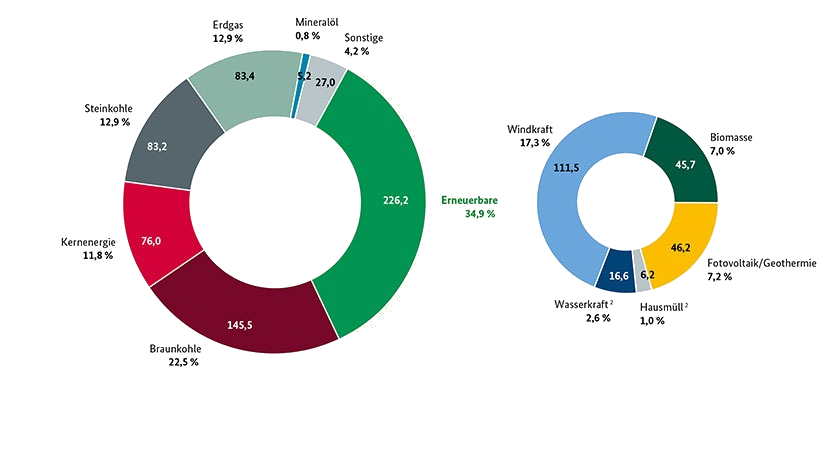 Erdgas
12,9 %
Mineralöl
0,8 %
Sonstige
4,2 %
83,4
5,2
27,0
Steinkohle
12,9 %
83,2
Kernenergie
11,8 %
76,0
Braunkohle
22,5 %
145,5
226,2
Erneuerbare
34,9 %
Windkraft
17,3 %
111,5
Biomasse
7,0 %
45,7
46,2
Fotovoltaik/Geothermie
7,2 %
16,6
6,2
Wasserkraft ²
2,6 %
Hausmüll ²
1,0 %